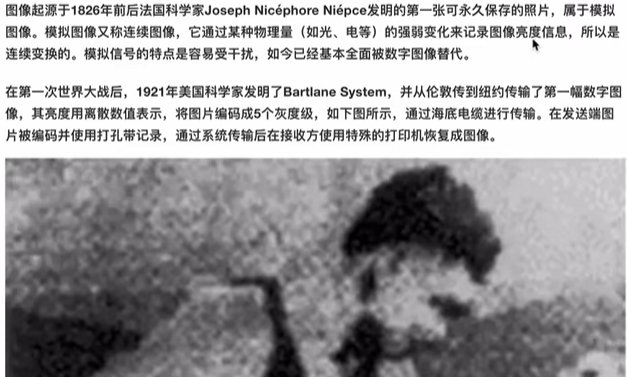 图像起源于1826年前后法国科学家Joseph Nicéphore Niépce发明的第一张可永久保存的照片，属于模拟
图像。模拟图像又称连续图像，它通过某种物理量（如光、电等）的强弱变化来记录图像亮度信息，所以是
连续变换的。模拟信号的特点是容易受干扰，如今已经基本全面被数字图像替代。
在第一次世界大战后，1921年美国科学家发明了Bartlane System，并从伦敦传到纽约传输了第一幅数字图
像，其亮度用离散数值表示，将图片编码成5个灰度级，如下图所示，通过海底电缆进行传输。在发送端图
片被编码并使用打孔带记录，通过系统传输后在接收方使用特殊的打印机恢复成图像。